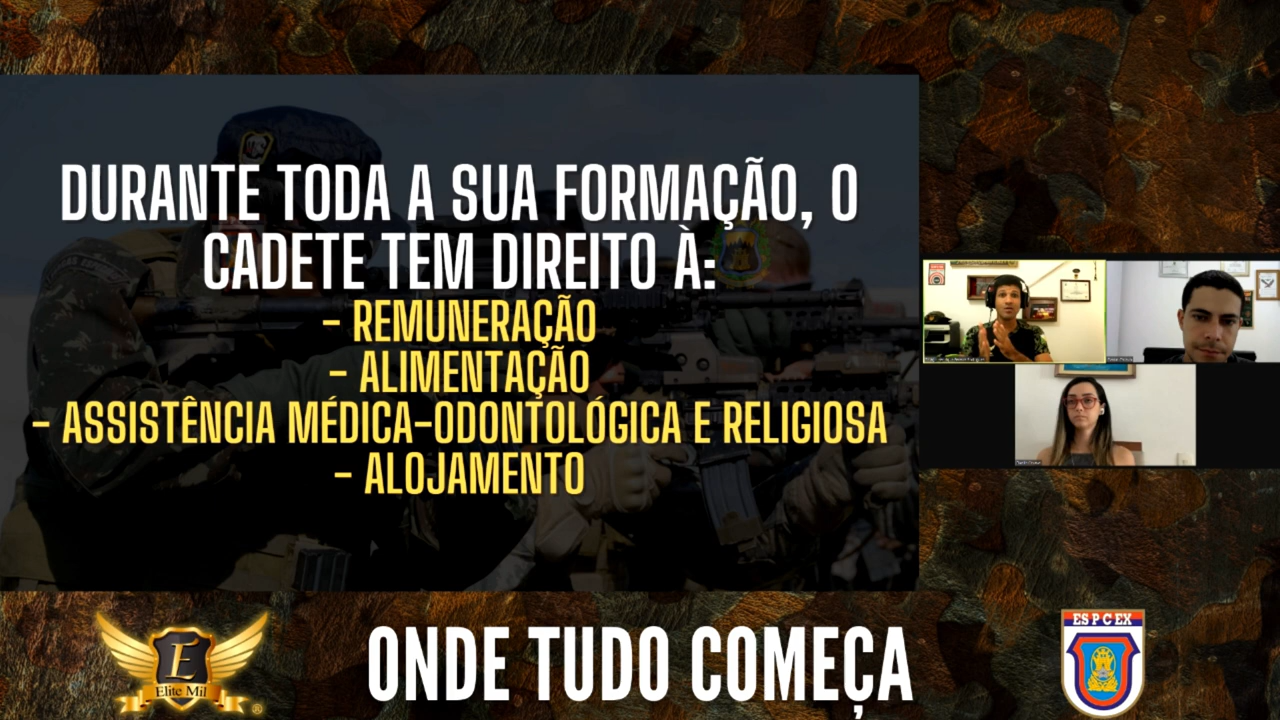 DURANTE TODA A SUA FORMAÇÃO, O
CADETE TEM DIREITO À:
- REMUNERAÇÃO
- ALIMENTAÇÃO
- ASSISTÊNCIA MÉDICA-ODONTOLÓGICA E RELIGIOSA
- ALOJAMENTO
E
Elite Mil
®
ONDE TUDO COMEÇA
ES P C EX